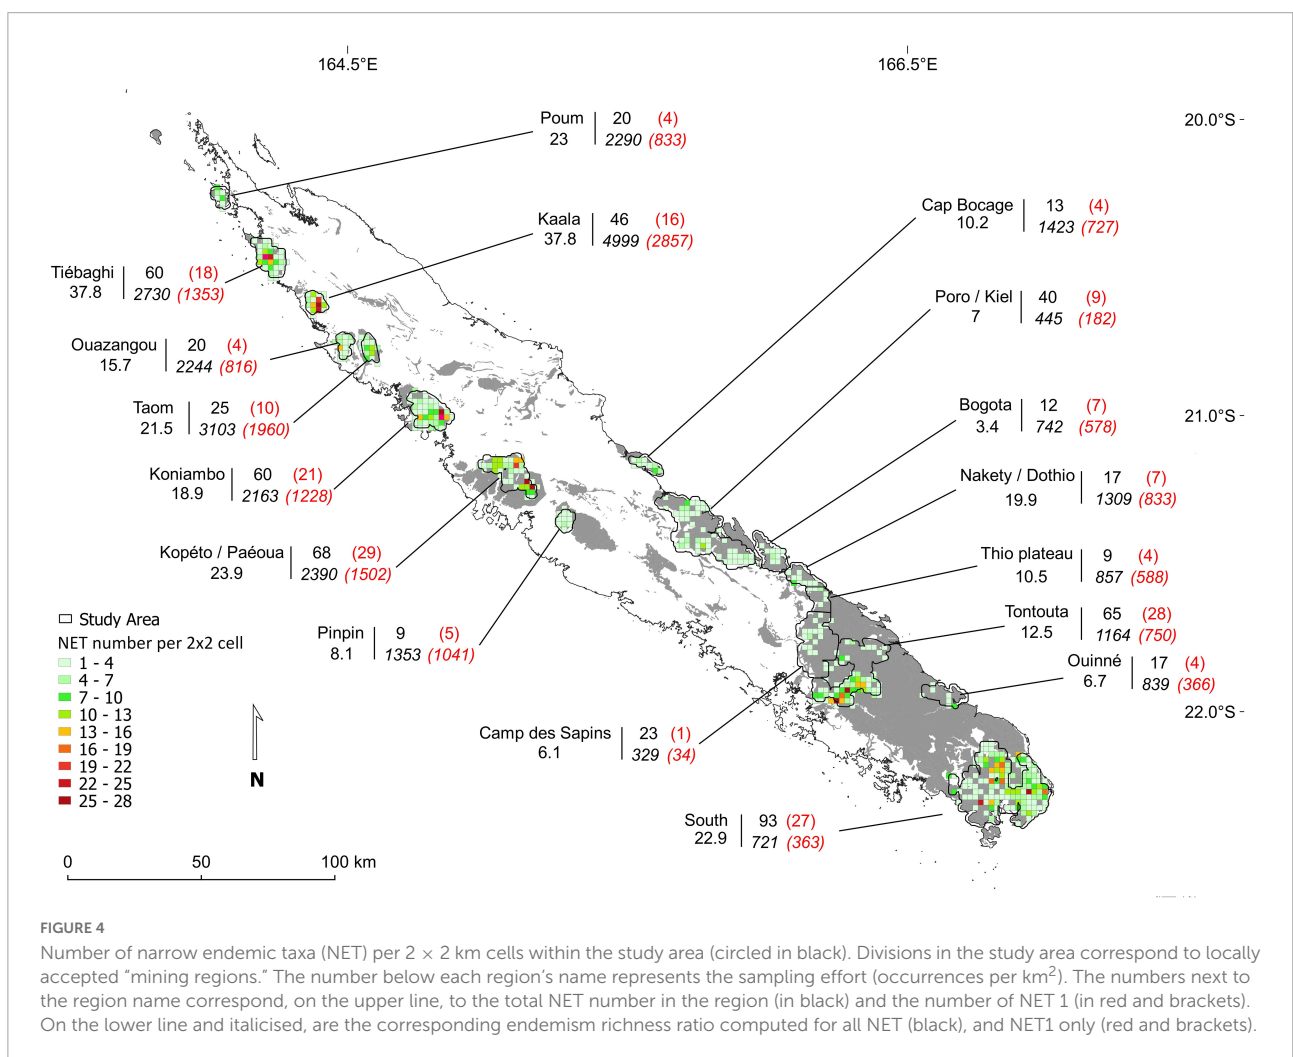 164.5°E
166.5°E
20.0°S
Poum 20 (4)
23 2290 (833)
Kaala 46 (16)
37.8 4999 (2857)
Cap Bocage 13 (4)
10.2 1423 (727)
Tiébaghi 60 (18)
37.8 2730 (1353)
Poro / Kiel 40 (9)
7 445 (182)
Ouazangou 20 (4)
15.7 2244 (816)
Taom 25 (10)
21.5 3103 (1960)
Bogota 12 (7)
3.4 742 (578)
21.0°S
Koniambo 60 (21)
18.9 2163 (1228)
Nakety / Dothio 17 (7)
19.9 1309 (833)
Kopéto / Paéoua 68 (29)
23.9 2390 (1502)
Thio plateau 9 (4)
10.5 857 (588)
Tontouta 65 (28)
12.5 1164 (750)
Pinpin 9 (5)
8.1 1353 (1041)
Ouinné 17 (4)
6.7 839 (366)
22.0°S
Camp des Sapins 23 (1)
6.1 329 (34)
South 93 (27)
22.9 721 (363)
Study Area
NET number per 2x2 cell
1 - 4
4 - 7
7 - 10
10 - 13
13 - 16
16 - 19
19 - 22
22 - 25
25 - 28
N
0 50 100 km
FIGURE 4
Number of narrow endemic taxa (NET) per 2 × 2 km cells within the study area (circled in black). Divisions in the study area correspond to locally
accepted “mining regions.” The number below each region’s name represents the sampling effort (occurrences per km²). The numbers next to
the region name correspond, on the upper line, to the total NET number in the region (in black) and the number of NET 1 (in red and brackets).
On the lower line and italicised, are the corresponding endemism richness ratio computed for all NET (black), and NET1 only (red and brackets).